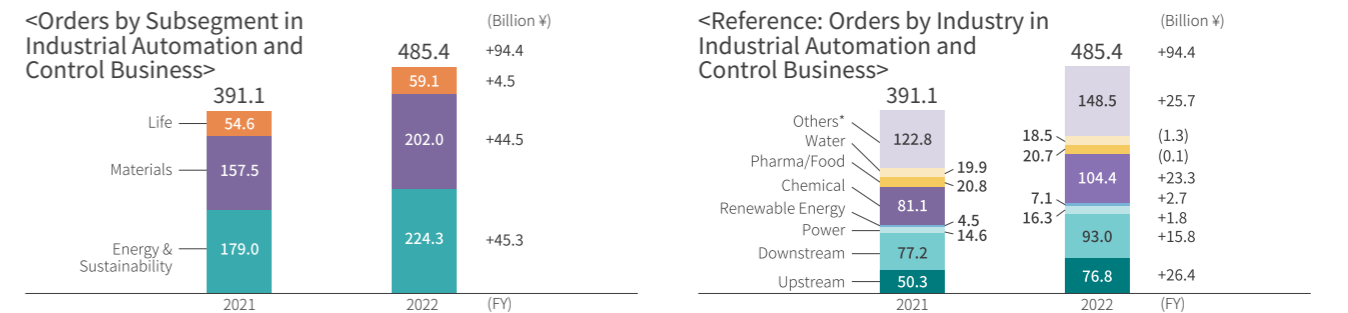 <Orders by Subsegment in
Industrial Automation and
Control Business>
(Billion ¥)
485.4
+94.4
59.1
+4.5
391.1
Life
54.6
202.0
+44.5
Materials
157.5
224.3
+45.3
Energy &
Sustainability
179.0
2021
2022
(FY)
<Reference: Orders by Industry in
Industrial Automation and
Control Business>
(Billion ¥)
485.4
+94.4
391.1
148.5
+25.7
Others*
122.8
18.5
(1.3)
Water
19.9
20.7
(0.1)
Pharma/Food
20.8
104.4
+23.3
Chemical
81.1
7.1
+2.7
Renewable Energy
4.5
16.3
+1.8
Power
14.6
93.0
+15.8
Downstream
77.2
76.8
+26.4
Upstream
50.3
2021
2022
(FY)